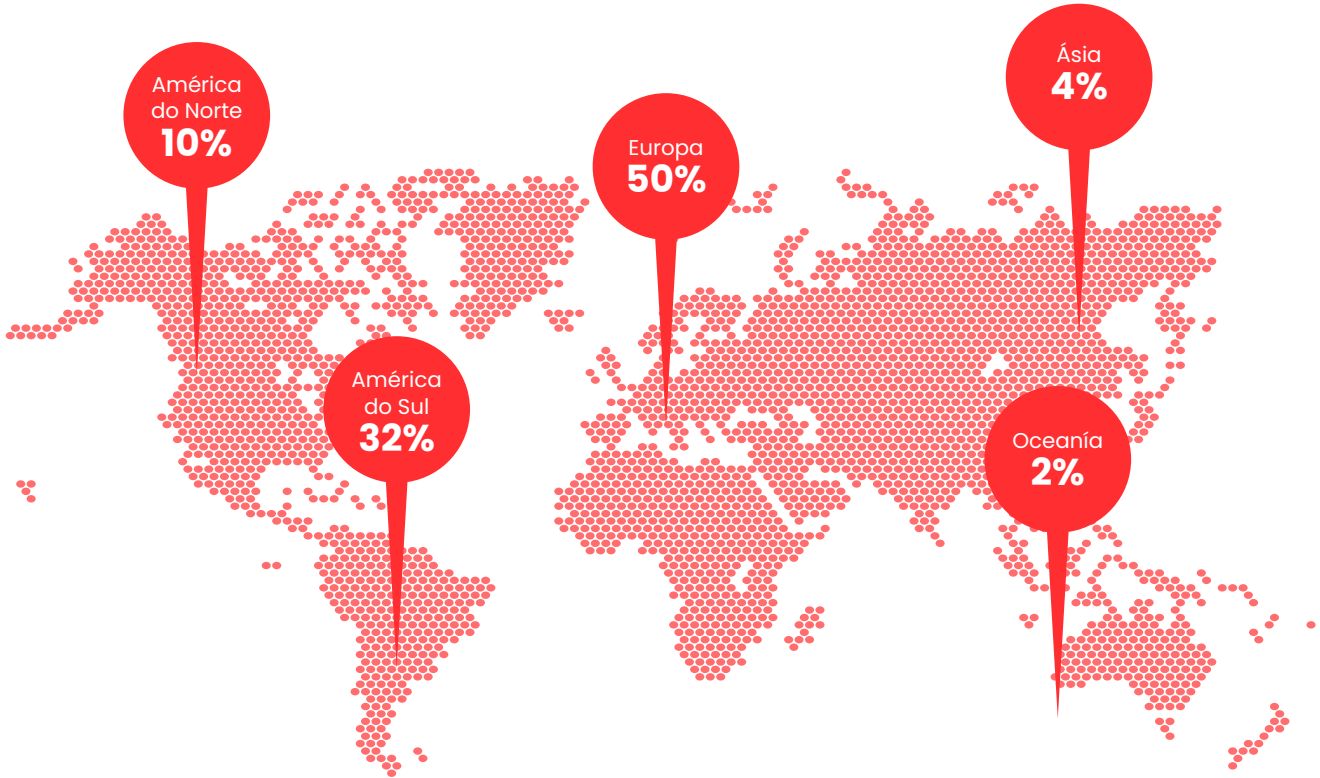 América
do Norte
10%
América
do Sul
32%
Europa
50%
Ásia
4%
Oceanía
2%